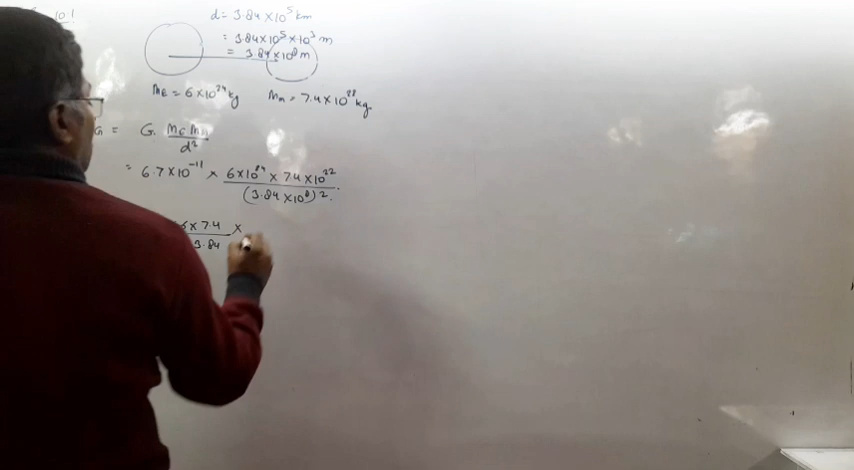 10.1
d = 3.84 × 10⁵ km
= 3.84 × 10⁵ × 10³ m
= 3.84 × 10⁸ m
Me = 6 × 10²⁴ kg Mm = 7.4 × 10²² kg.
G = G. Me Mm / d²
= 6.7 × 10⁻¹¹ × 6 × 10²⁴ × 7.4 × 10²² / (3.84 × 10⁸)2.
6 × 7.4 / 3.84 ×